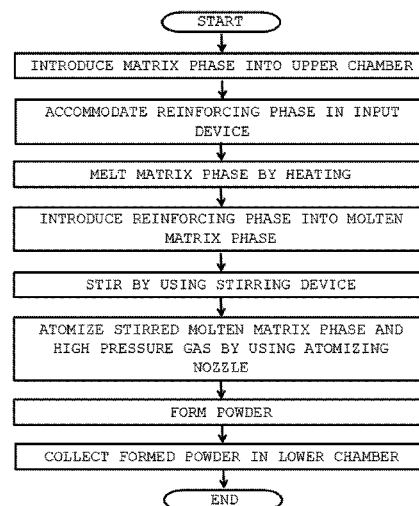 START
INTRODUCE MATRIX PHASE INTO UPPER CHAMBER
ACCOMMODATE REINFORCING PHASE IN INPUT
DEVICE
MELT MATRIX PHASE BY HEATING
INTRODUCE REINFORCING PHASE INTO MOLTEN
MATRIX PHASE
STIR BY USING STIRRING DEVICE
ATOMIZE STIRRED MOLTEN MATRIX PHASE AND
HIGH PRESSURE GAS BY USING ATOMIZING
NOZZLE
FORM POWDER
COLLECT FORMED POWDER IN LOWER CHAMBER
END